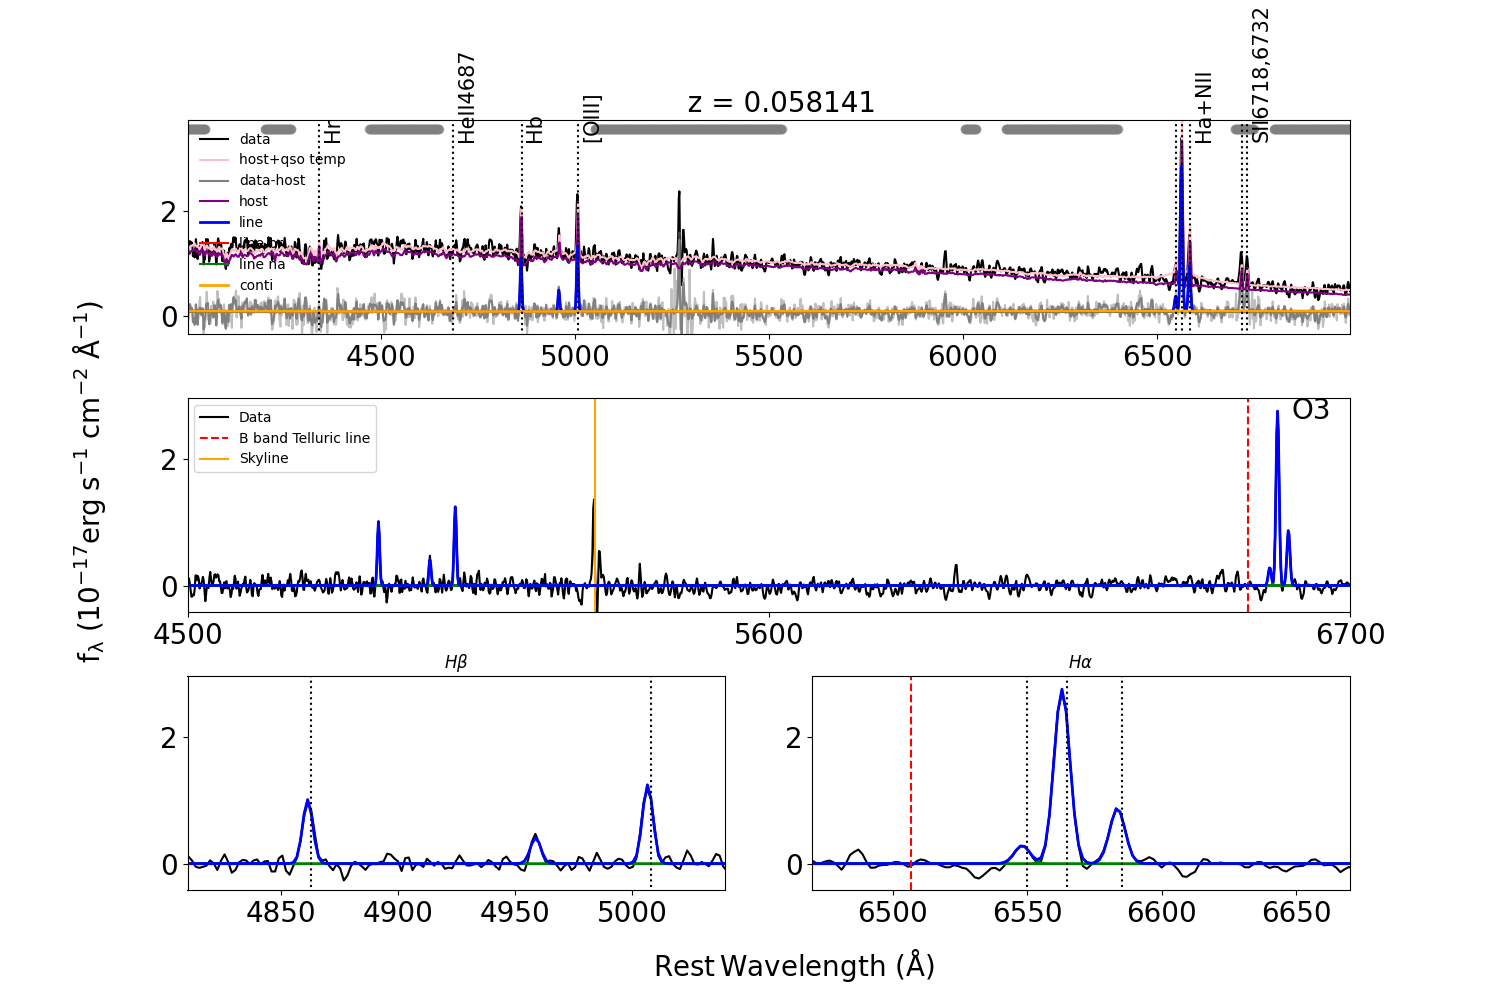 z = 0.058141
Hr
HeII4687
Hb
[OIII]
Ha+NII
SII6718,6732
data
host+qso temp
data-host
host
line
line na
conti
2
0
4500 5000 5500 6000 6500
f_λ (10^−17 erg s^−1 cm^−2 Å^−1)
Data
B band Telluric line
Skyline
O3
2
0
4500 5600 6700
Hβ
2
0
4850 4900 4950 5000
Hα
2
0
6500 6550 6600 6650
Rest Wavelength (Å)